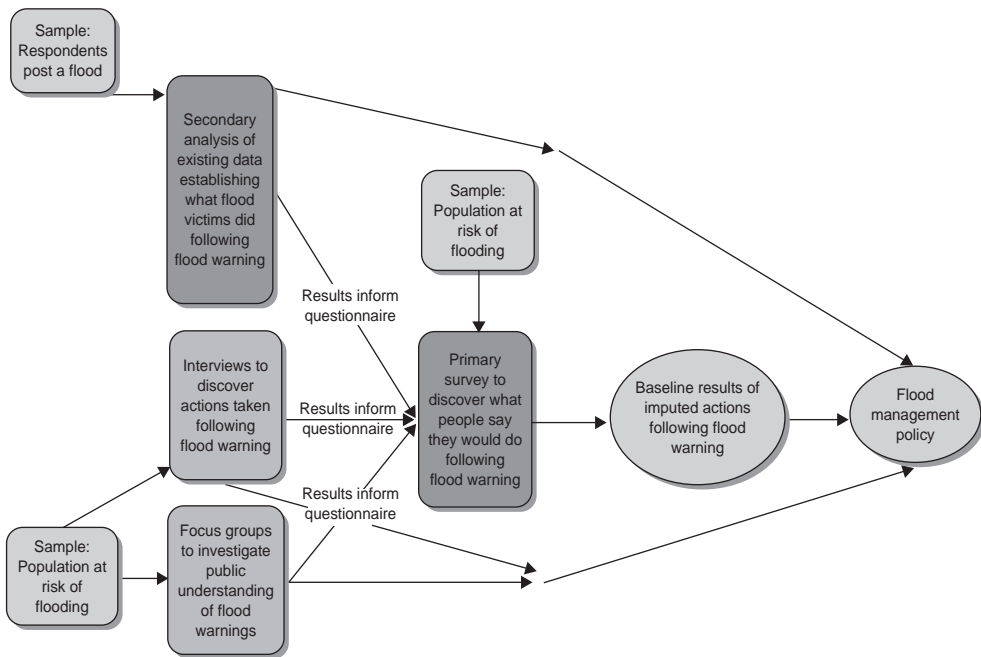 Sample:
Respondents
post a flood
Secondary
analysis of
existing data
establishing
what flood
victims did
following
flood warning
Sample:
Population at
risk of
flooding
Results inform
questionnaire
Interviews to
discover
actions taken
following
flood warning
Results inform
questionnaire
Primary
survey to
discover what
people say
they would do
following
flood warning
Baseline results of
imputed actions
following flood
warning
Flood
management
policy
Results inform
questionnaire
Sample:
Population at
risk of
flooding
Focus groups
to investigate
public
understanding
of flood
warnings